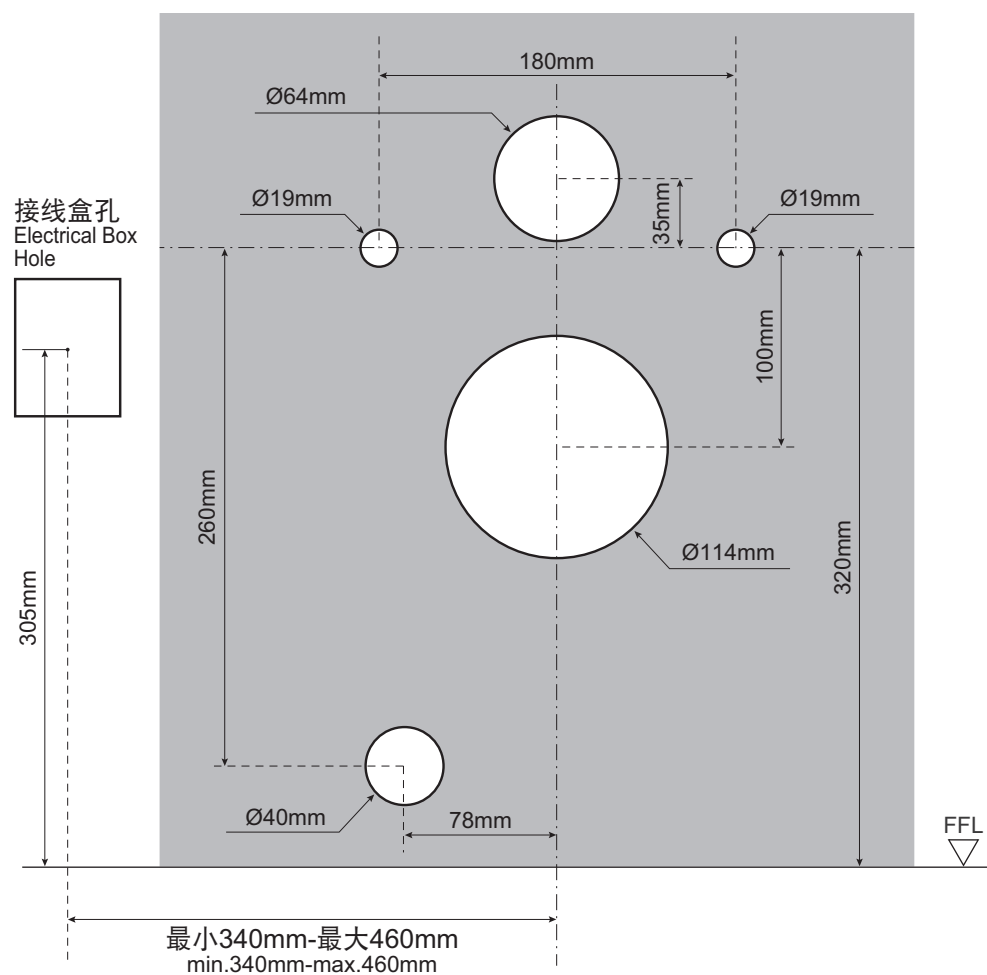 180mm
Ø64mm
Ø19mm
Ø19mm
35mm
接线盒孔
Electrical Box
Hole
100mm
260mm
Ø114mm
320mm
305mm
Ø40mm
78mm
FFL
最小340mm-最大460mm
min.340mm-max.460mm